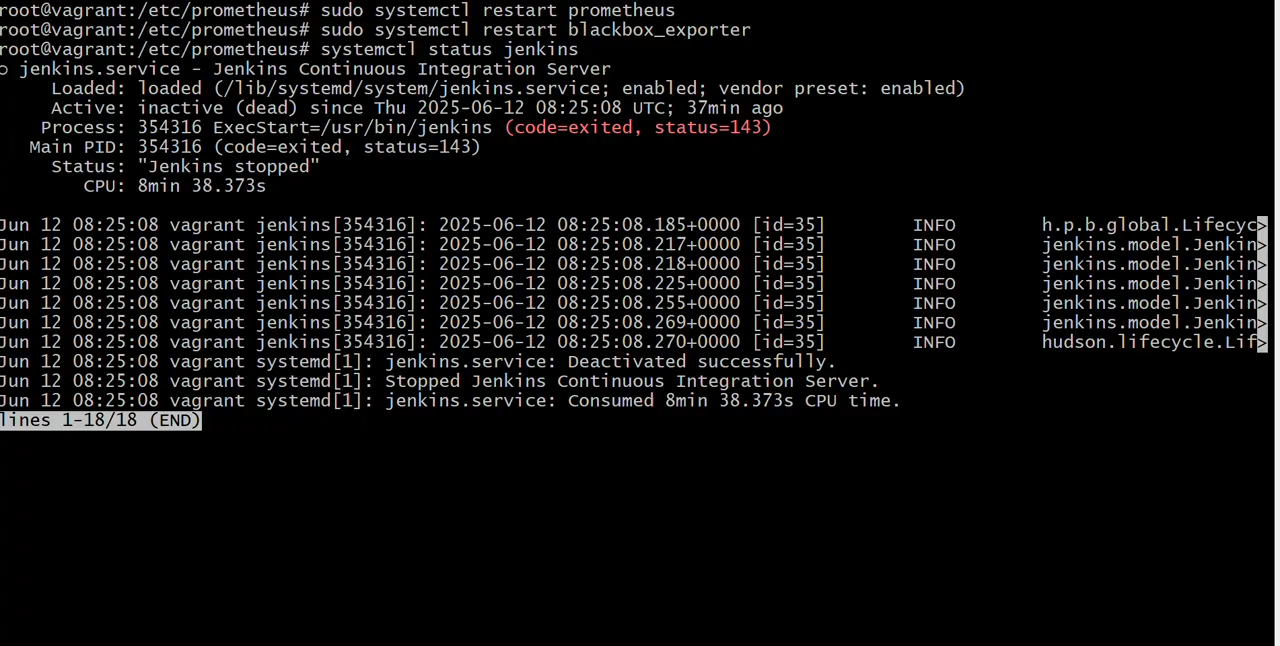 root@vagrant:/etc/prometheus# sudo systemctl restart prometheus
root@vagrant:/etc/prometheus# sudo systemctl restart blackbox_exporter
root@vagrant:/etc/prometheus# systemctl status jenkins
○ jenkins.service - Jenkins Continuous Integration Server
     Loaded: loaded (/lib/systemd/system/jenkins.service; enabled; vendor preset: enabled)
     Active: inactive (dead) since Thu 2025-06-12 08:25:08 UTC; 37min ago
    Process: 354316 ExecStart=/usr/bin/jenkins (code=exited, status=143)
   Main PID: 354316 (code=exited, status=143)
     Status: "Jenkins stopped"
        CPU: 8min 38.373s

Jun 12 08:25:08 vagrant jenkins[354316]: 2025-06-12 08:25:08.185+0000 [id=35]        INFO        h.p.b.global.Lifecyc>
Jun 12 08:25:08 vagrant jenkins[354316]: 2025-06-12 08:25:08.217+0000 [id=35]        INFO        jenkins.model.Jenkin>
Jun 12 08:25:08 vagrant jenkins[354316]: 2025-06-12 08:25:08.218+0000 [id=35]        INFO        jenkins.model.Jenkin>
Jun 12 08:25:08 vagrant jenkins[354316]: 2025-06-12 08:25:08.225+0000 [id=35]        INFO        jenkins.model.Jenkin>
Jun 12 08:25:08 vagrant jenkins[354316]: 2025-06-12 08:25:08.255+0000 [id=35]        INFO        jenkins.model.Jenkin>
Jun 12 08:25:08 vagrant jenkins[354316]: 2025-06-12 08:25:08.269+0000 [id=35]        INFO        jenkins.model.Jenkin>
Jun 12 08:25:08 vagrant jenkins[354316]: 2025-06-12 08:25:08.270+0000 [id=35]        INFO        hudson.lifecycle.Lif>
Jun 12 08:25:08 vagrant systemd[1]: jenkins.service: Deactivated successfully.
Jun 12 08:25:08 vagrant systemd[1]: Stopped Jenkins Continuous Integration Server.
Jun 12 08:25:08 vagrant systemd[1]: jenkins.service: Consumed 8min 38.373s CPU time.
lines 1-18/18 (END)